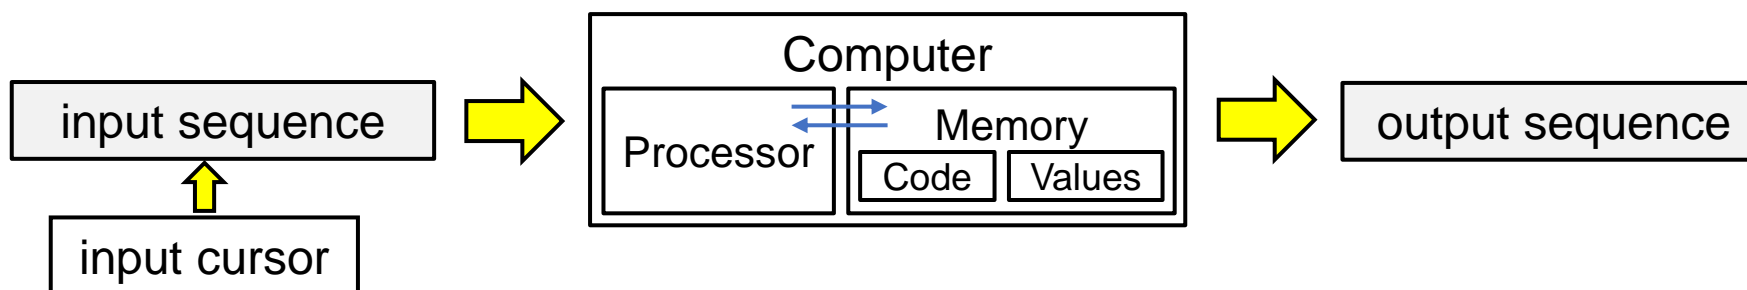 input sequence
input cursor
Computer
Processor
Memory
Code
Values
output sequence